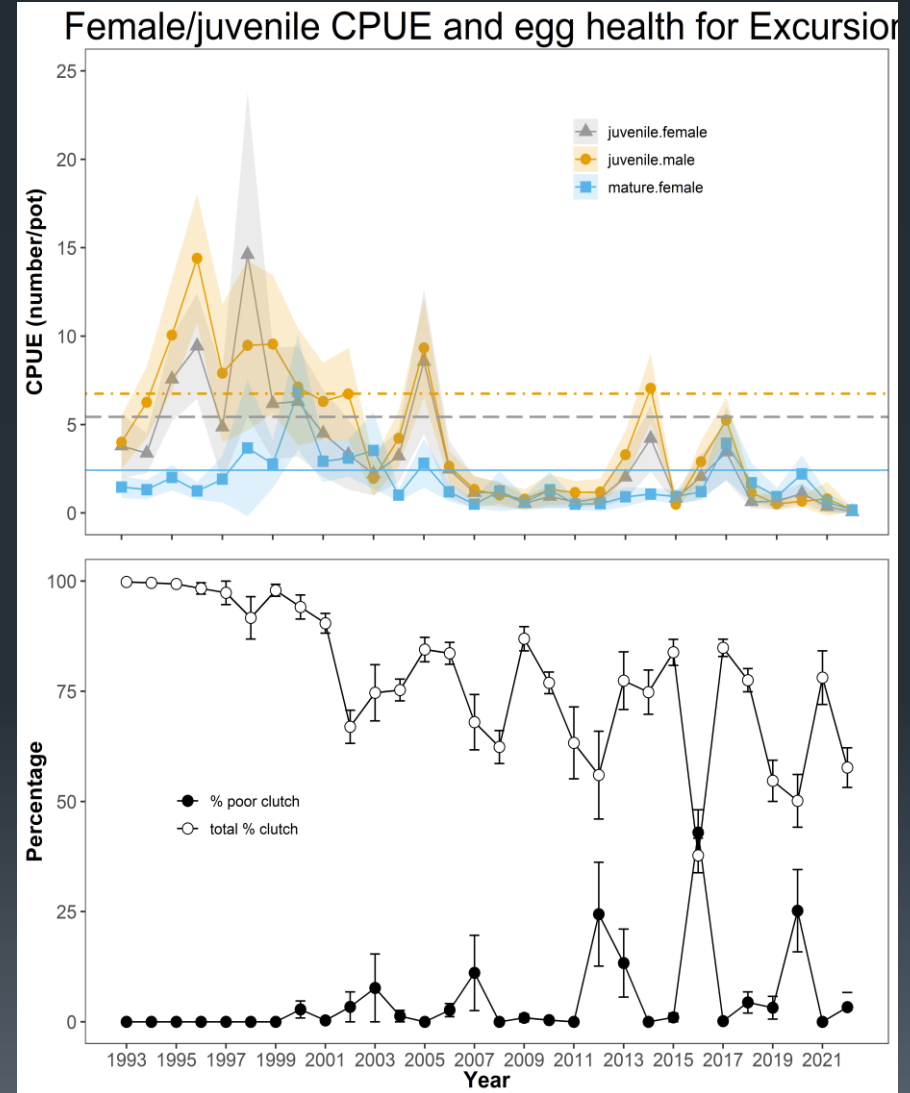 Female/juvenile CPUE and egg health for Excursion
25
20
15
10
5
0
CPUE (number/pot)
juvenile.female
juvenile.male
mature.female
100
75
50
25
0
Percentage
% poor clutch
total % clutch
1993 1995 1997 1999 2001 2003 2005 2007 2009 2011 2013 2015 2017 2019 2021
Year